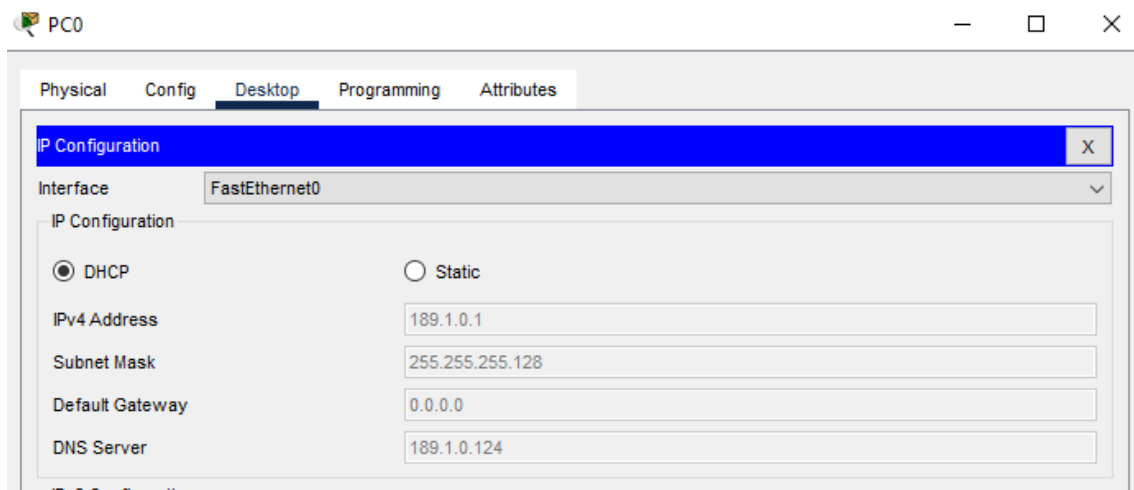 PC0
Physical Config Desktop Programming Attributes
IP Configuration X
Interface FastEthernet0
IP Configuration
DHCP Static
IPv4 Address 189.1.0.1
Subnet Mask 255.255.255.128
Default Gateway 0.0.0.0
DNS Server 189.1.0.124